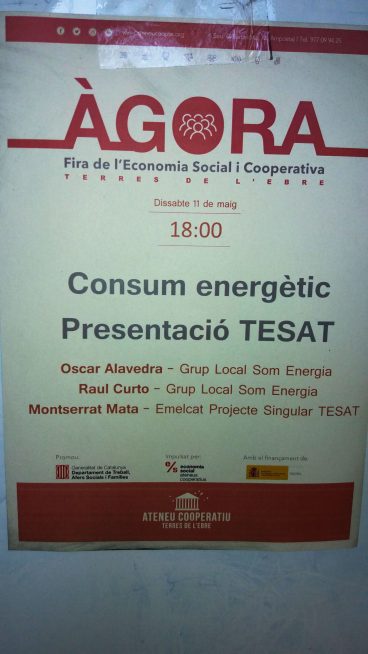 ÀGORA
Fira de l'Economia Social i Cooperativa
TERRES DE L'EBRE
Dissabte 11 de maig
18:00
Consum energètic
Presentació TESAT
Oscar Alavedra - Grup Local Som Energia
Raul Curto - Grup Local Som Energia
Montserrat Mata - Emelcat Projecte Singular TESAT
Promou:
Generalitat de Catalunya
Departament de Treball,
Afers Socials i Famílies
Impulsat per:
economia
social
ateneus
cooperatius
Amb el finançament de:
ATENEU COOPERATIU
TERRES DE L'EBRE